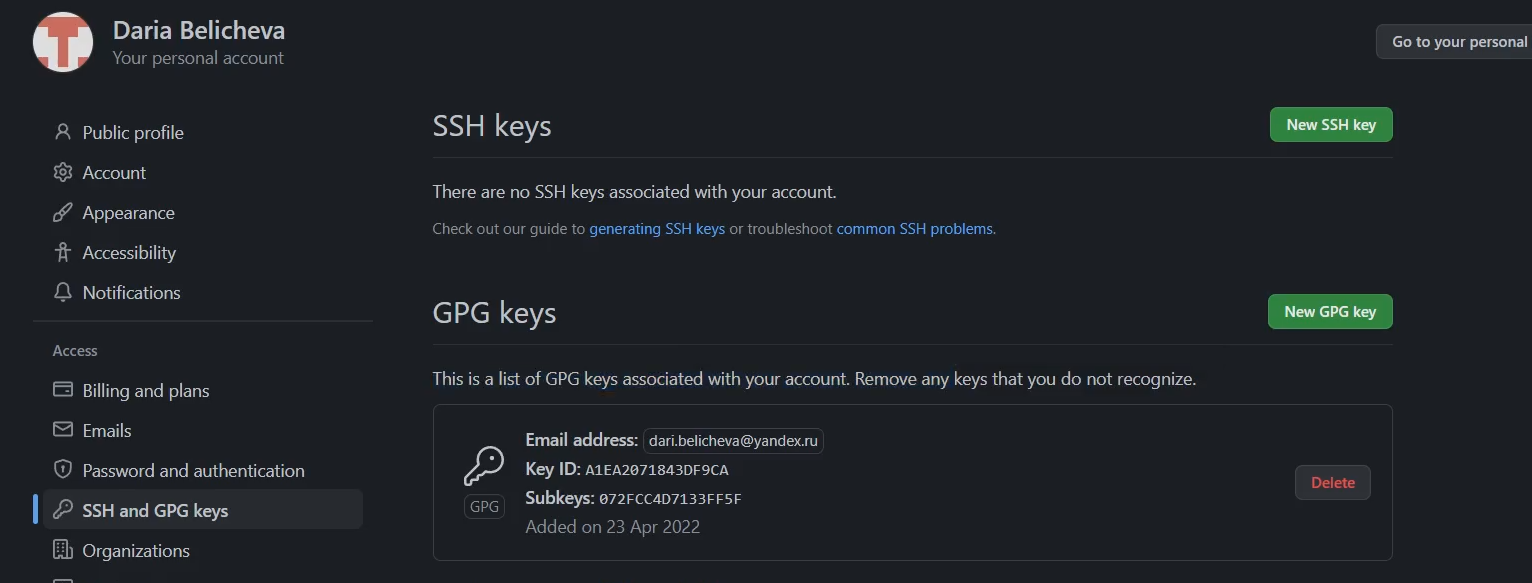 Daria Belicheva
Your personal account
Go to your personal
Public profile
Account
Appearance
Accessibility
Notifications
Access
Billing and plans
Emails
Password and authentication
SSH and GPG keys
Organizations
SSH keys
New SSH key
There are no SSH keys associated with your account.
Check out our guide to generating SSH keys or troubleshoot common SSH problems.
GPG keys
New GPG key
This is a list of GPG keys associated with your account. Remove any keys that you do not recognize.
Email address: dari.belicheva@yandex.ru
Key ID: A1EA2071843DF9CA
Subkeys: 072FCC4D7133FF5F
Added on 23 Apr 2022
GPG
Delete